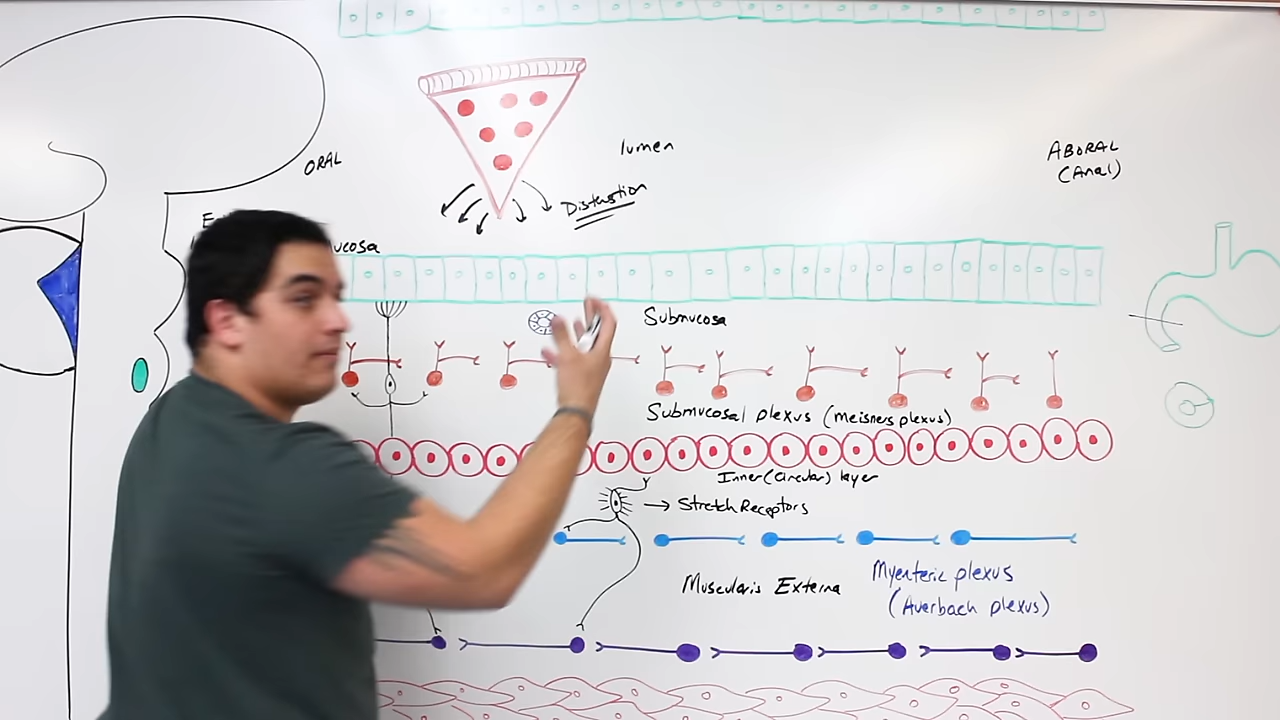 ORAL
lumen
ABORAL
(Anal)
Distenstion
ucosa
Submucosa
Submucosal plexus (Meisners plexus)
Inner (Circular) layer
→ Stretch Receptors
Muscularis Externa
Myenteric plexus
(Auerbach plexus)